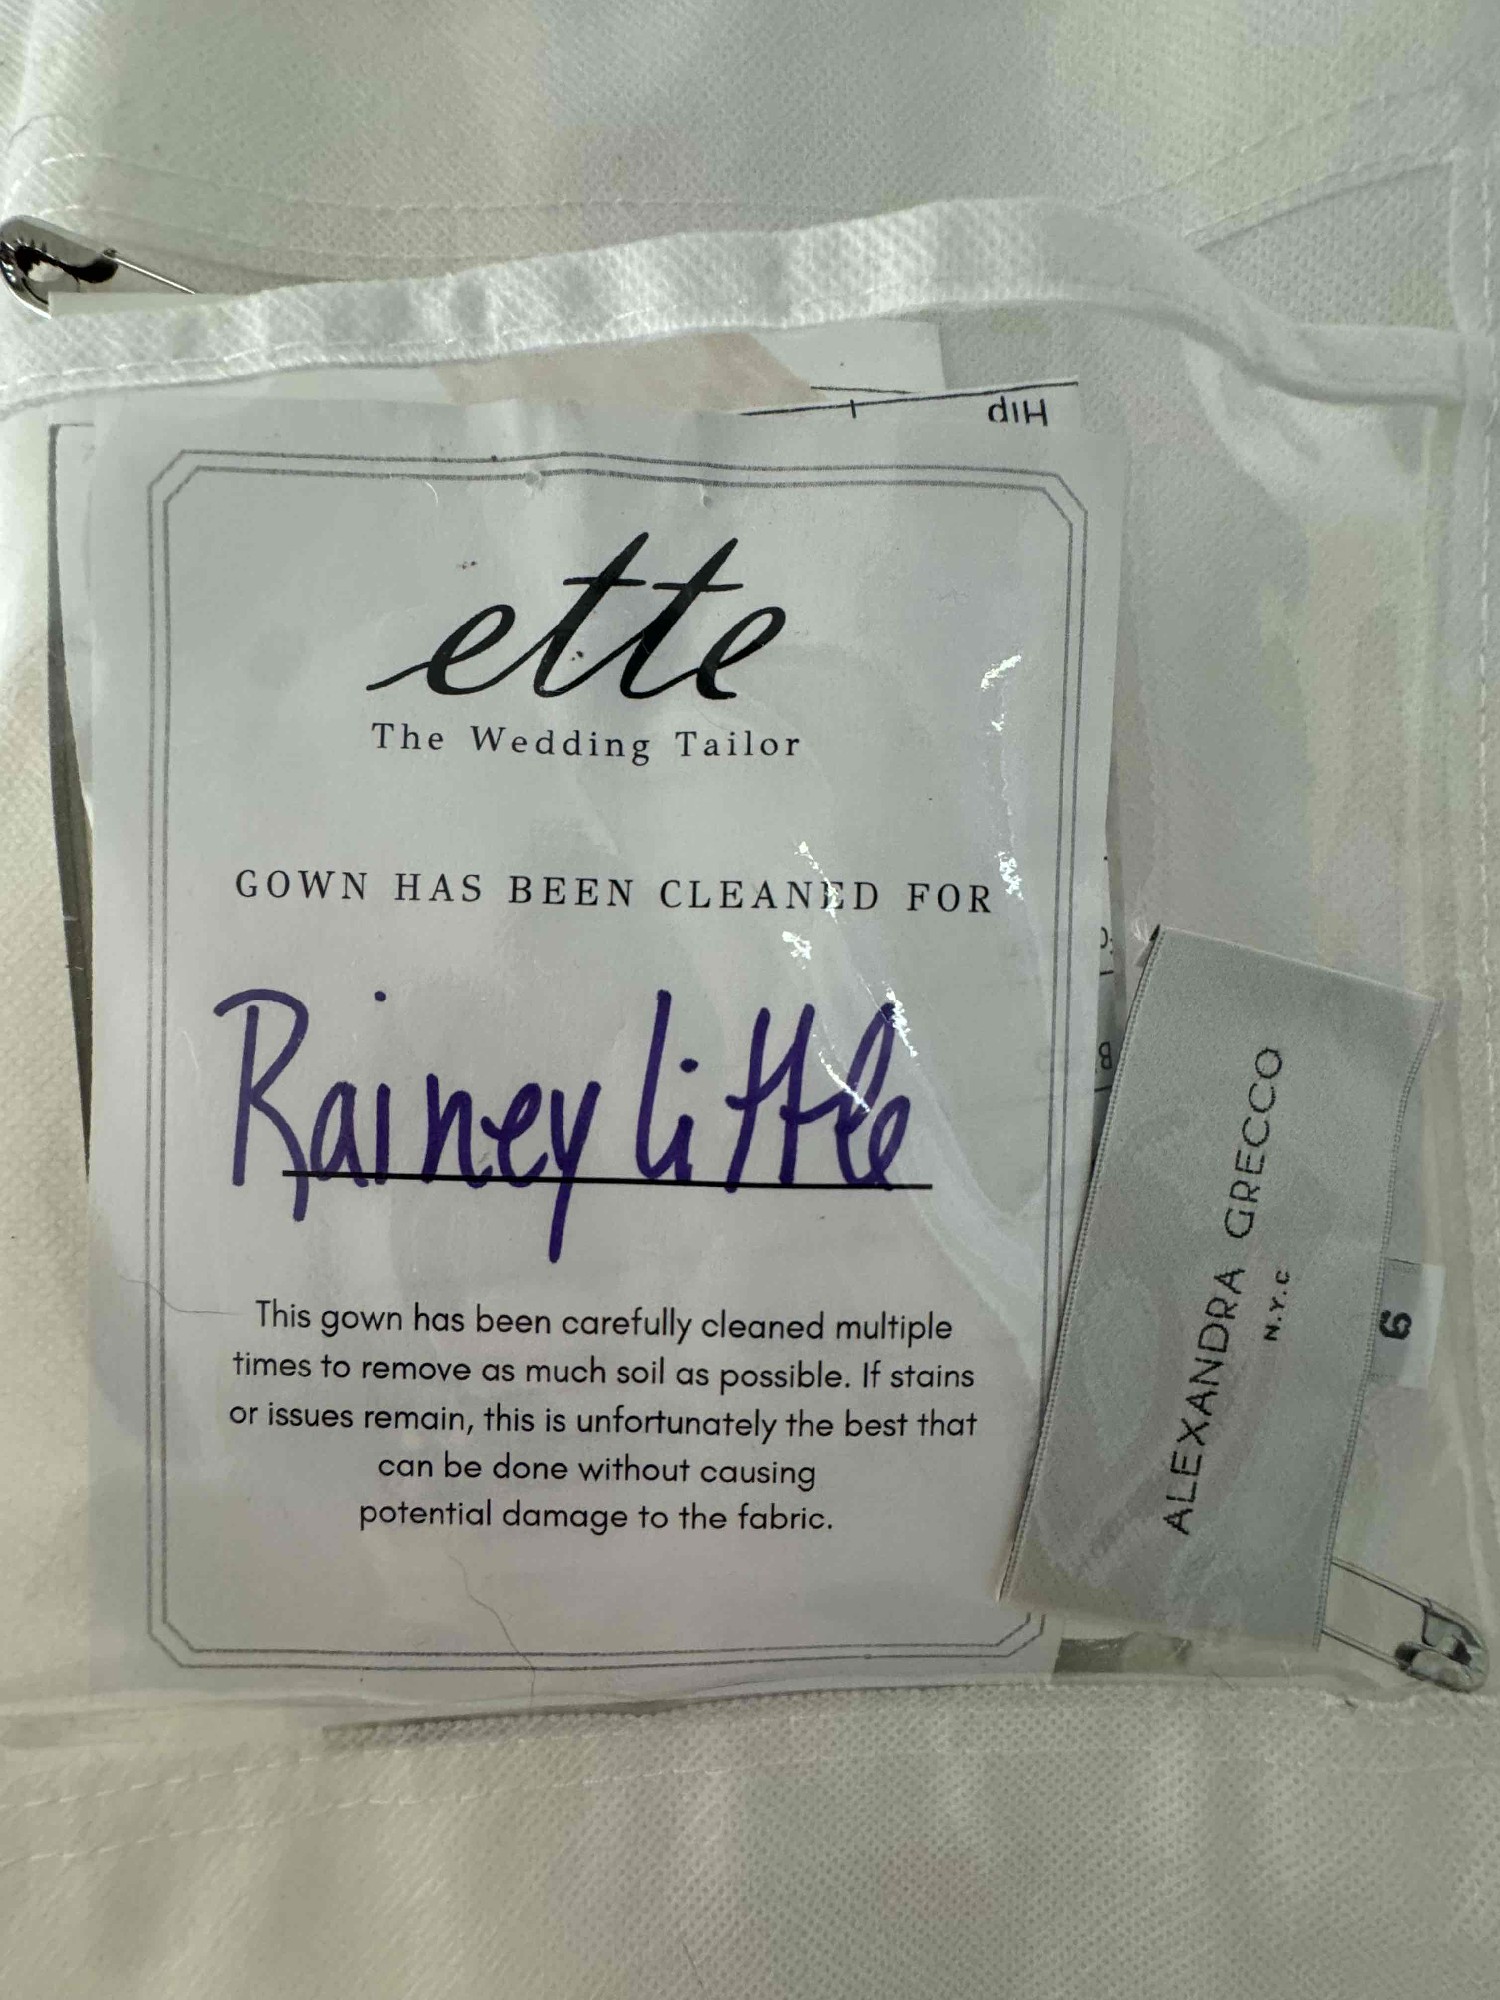 Hip
ette
The Wedding Tailor
GOWN HAS BEEN CLEANED FOR
Rainey little
This gown has been carefully cleaned multiple
times to remove as much soil as possible. If stains
or issues remain, this is unfortunately the best that
can be done without causing
potential damage to the fabric.
ALEXANDRA GRECCO
N.Y.C
6
8